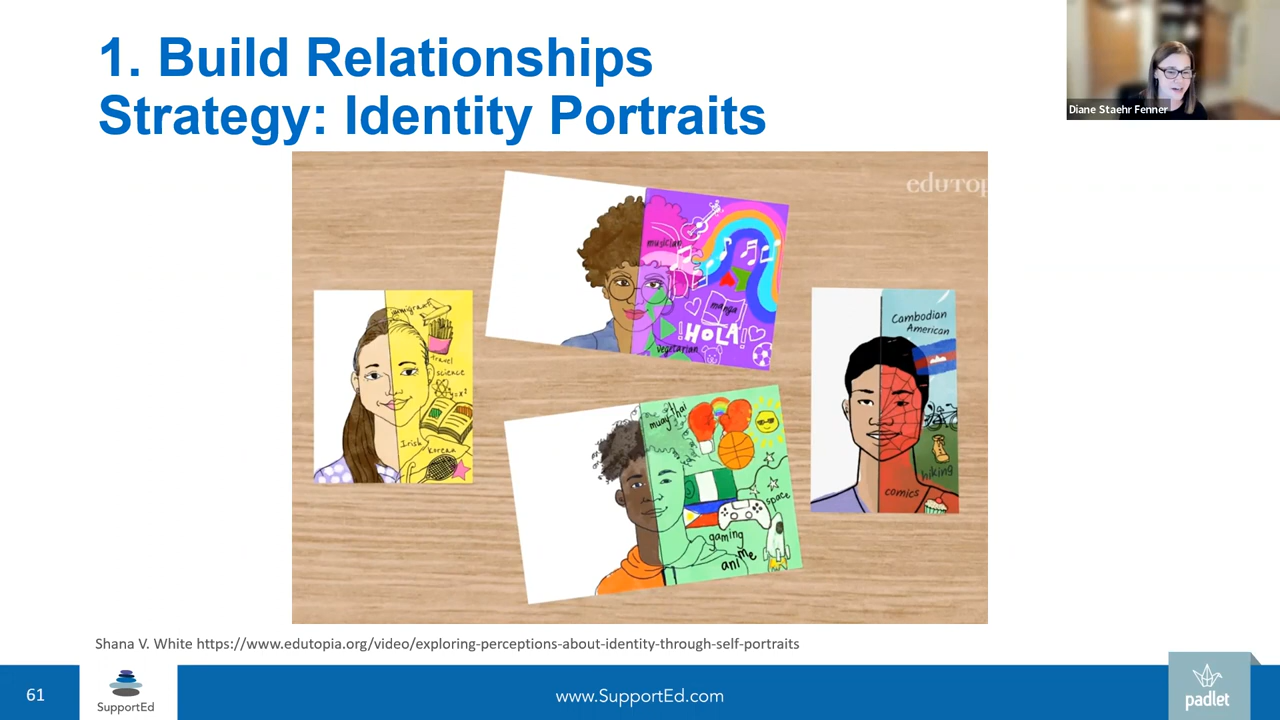 1. Build Relationships
Strategy: Identity Portraits
Diane Staehr Fenner
edutop
musician
manga
!HOLA!
vegetarian
immigrant
travel
science
y=x²
Irish
Korean
muay thai
space
gaming
anime
Cambodian
American
hiking
comics
Shana V. White https://www.edutopia.org/video/exploring-perceptions-about-identity-through-self-portraits
61
SupportEd
www.SupportEd.com
padlet